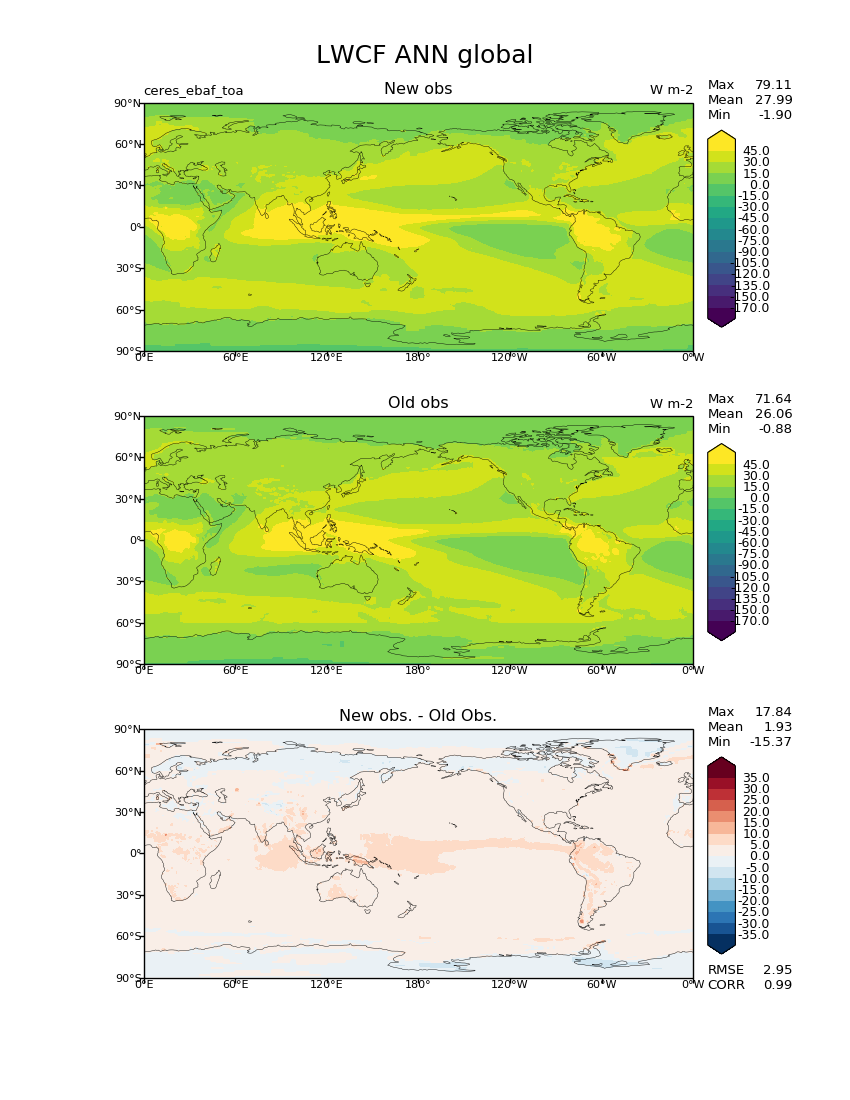 LWCF ANN global
ceres_ebaf_toa New obs W m-2
Max 79.11
Mean 27.99
Min -1.90
90°N
60°N
30°N
0°
30°S
60°S
90°S
0°E 60°E 120°E 180° 120°W 60°W 0°W
45.0
30.0
15.0
0.0
-15.0
-30.0
-45.0
-60.0
-75.0
-90.0
-105.0
-120.0
-135.0
-150.0
-170.0
Old obs W m-2
Max 71.64
Mean 26.06
Min -0.88
90°N
60°N
30°N
0°
30°S
60°S
90°S
0°E 60°E 120°E 180° 120°W 60°W 0°W
45.0
30.0
15.0
0.0
-15.0
-30.0
-45.0
-60.0
-75.0
-90.0
-105.0
-120.0
-135.0
-150.0
-170.0
New obs. - Old Obs.
Max 17.84
Mean 1.93
Min -15.37
90°N
60°N
30°N
0°
30°S
60°S
90°S
0°E 60°E 120°E 180° 120°W 60°W 0°W
35.0
30.0
25.0
20.0
15.0
10.0
5.0
0.0
-5.0
-10.0
-15.0
-20.0
-25.0
-30.0
-35.0
RMSE 2.95
CORR 0.99